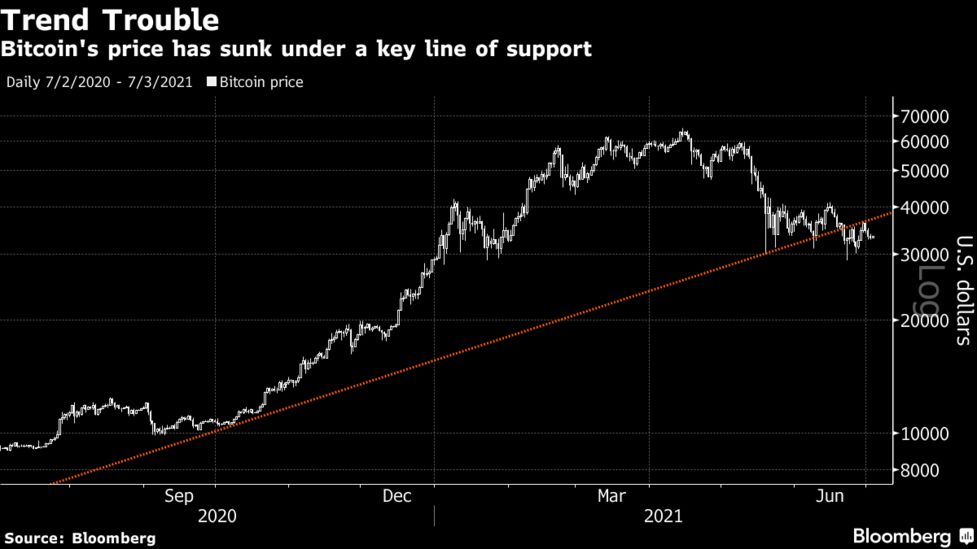 Trend Trouble
Bitcoin's price has sunk under a key line of support
Daily 7/2/2020 - 7/3/2021 Bitcoin price
70000
60000
50000
40000
30000
20000
10000
8000
U.S. dollars
Log
Sep Dec Mar Jun
2020 2021
Source: Bloomberg
Bloomberg